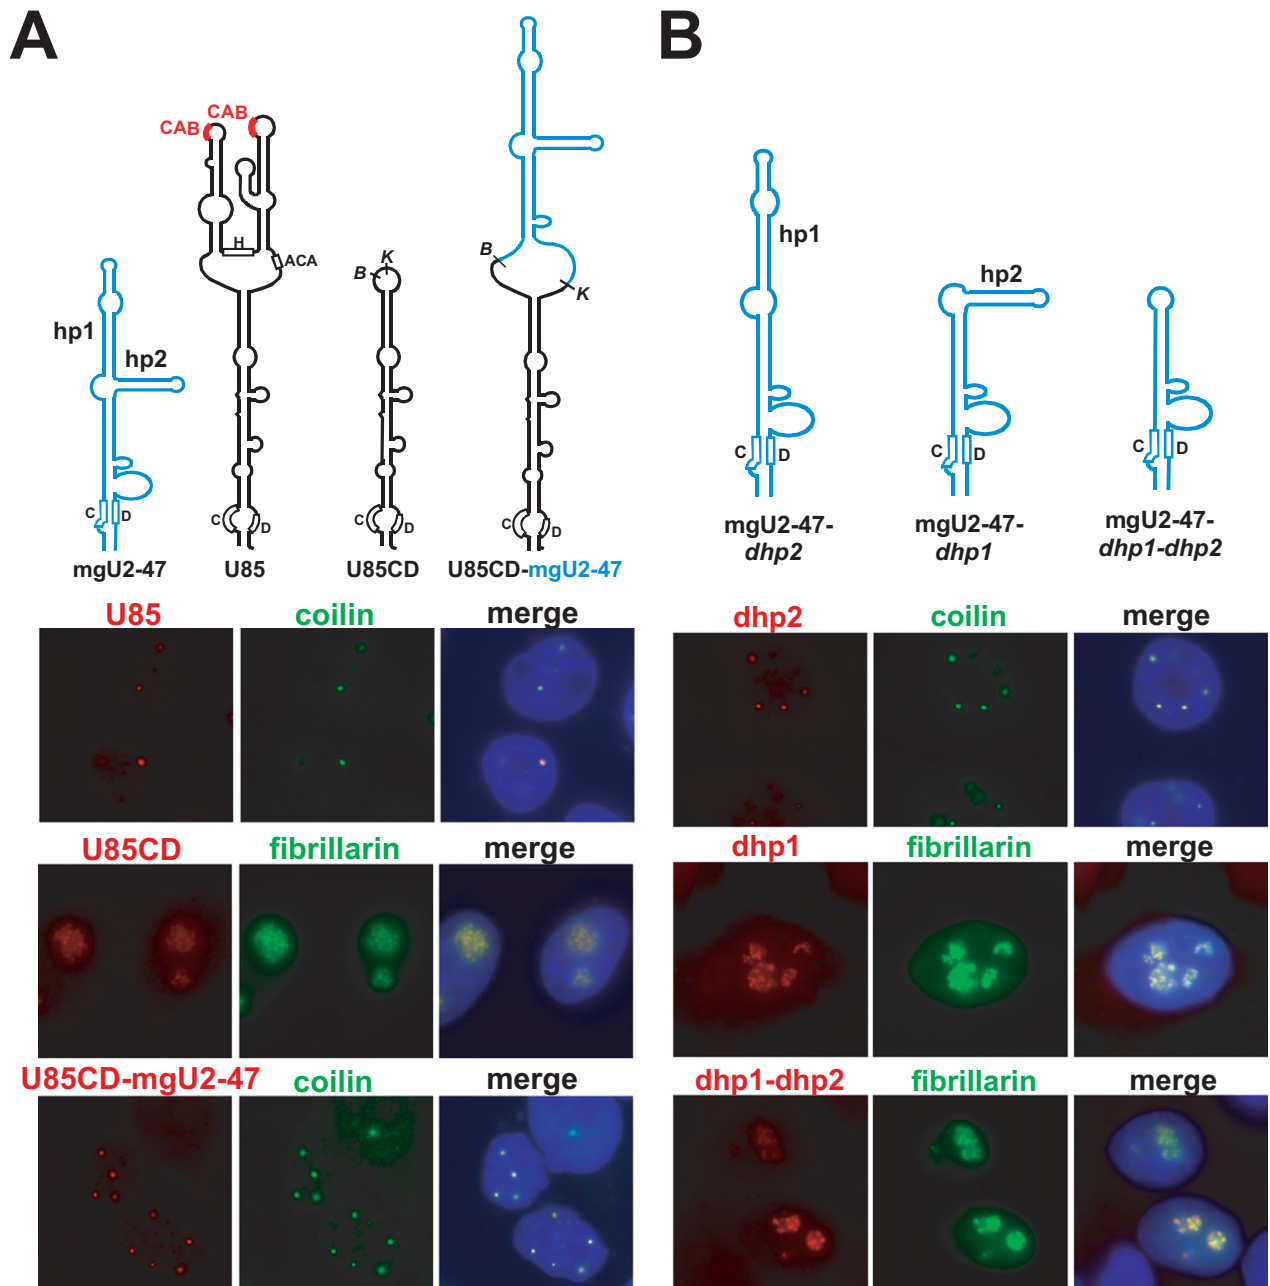 A
CAB
CAB
H
ACA
B
K
B
K
hp1
hp2
C
D
C
D
C
D
C
D
mgU2-47
U85
U85CD
U85CD-mgU2-47
U85
coilin
merge
U85CD
fibrillarin
merge
U85CD-mgU2-47
coilin
merge
B
hp1
hp2
C
D
C
D
C
D
mgU2-47-
dhp2
mgU2-47-
dhp1
mgU2-47-
dhp1-dhp2
dhp2
coilin
merge
dhp1
fibrillarin
merge
dhp1-dhp2
fibrillarin
merge